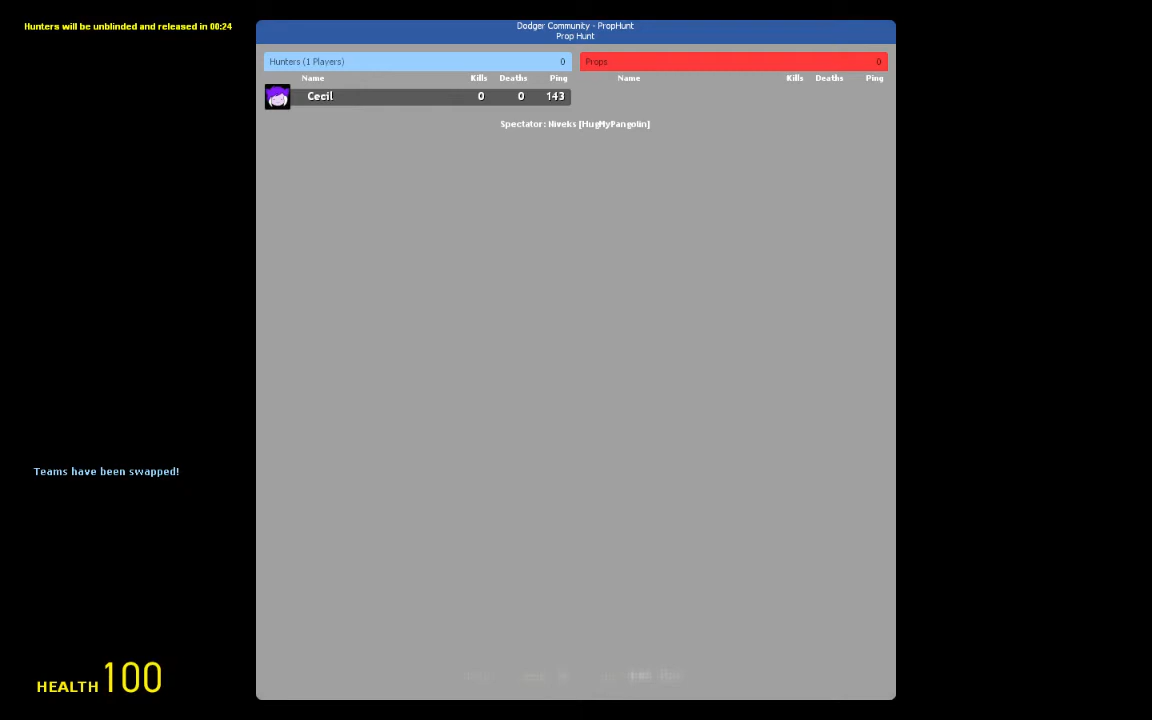 Hunters will be unblinded and released in 00:24
Dodger Community - PropHunt
Prop Hunt
Hunters (1 Players) 0
Props 0
Name Kills Deaths Ping
Name Kills Deaths Ping
Cecil 0 0 143
Spectator: Hiveks [HugMyPangolin]
Teams have been swapped!
HEALTH 100